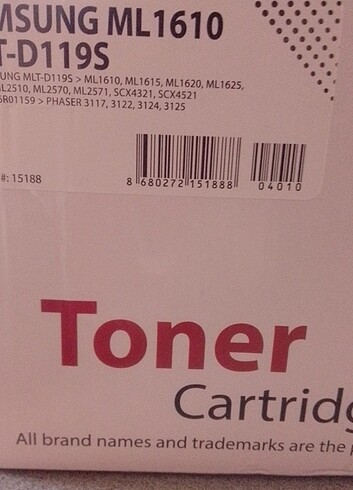 MSUNG ML1610
T-D119S
UNG MLT-D119S > ML1610, ML1615, ML1620, ML1625,
L2510, ML2570, ML2571, SCX4321, SCX4521
6R01159 > PHASER 3117, 3122, 3124, 3125
#: 15188
8 680272 151888 04010
Toner
Cartridg
All brand names and trademarks are the p